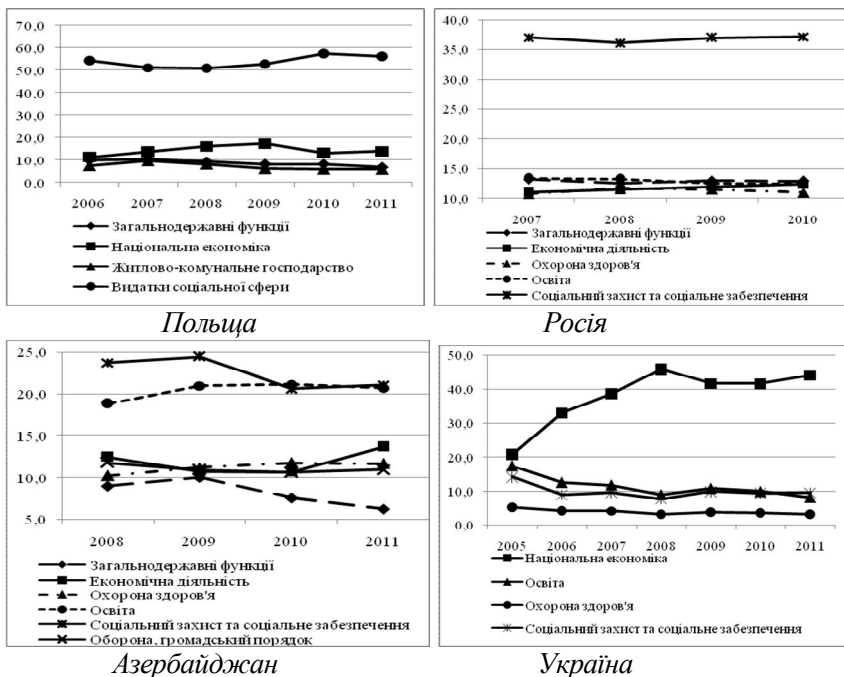 70,0
60,0
50,0
40,0
30,0
20,0
10,0
0,0
2006 2007 2008 2009 2010 2011
Загальнодержавні функції
Національна економіка
Житлово-комунальне господарство
Видатки соціальної сфери
Польща
40,0
35,0
30,0
25,0
20,0
15,0
10,0
2007 2008 2009 2010
Загальнодержавні функції
Економічна діяльність
Охорона здоров'я
Освіта
Соціальний захист та соціальне забезпечення
Росія
25,0
20,0
15,0
10,0
5,0
2008 2009 2010 2011
Загальнодержавні функції
Економічна діяльність
Охорона здоров'я
Освіта
Соціальний захист та соціальне забезпечення
Оборона, громадський порядок
Азербайджан
50,0
40,0
30,0
20,0
10,0
0,0
2005 2006 2007 2008 2009 2010 2011
Національна економіка
Освіта
Охорона здоров'я
Соціальний захист та соціальне забезпечення
Україна